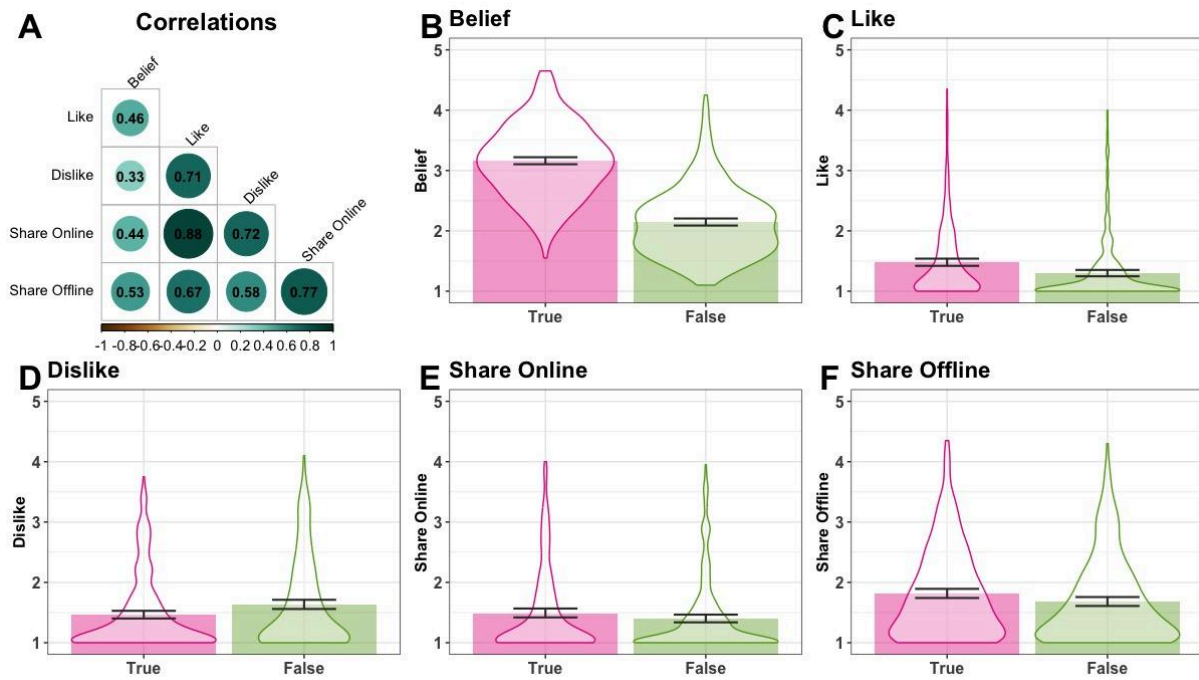 A Correlations
Belief
Like 0.46
Like
Dislike 0.33 0.71
Dislike
Share Online 0.44 0.88 0.72
Share Online
Share Offline 0.53 0.67 0.58 0.77
-1 -0.8 -0.6 -0.4 -0.2 0 0.2 0.4 0.6 0.8 1
B Belief
5
4
3
2
1
Belief
True False
C Like
5
4
3
2
1
Like
True False
D Dislike
5
4
3
2
1
Dislike
True False
E Share Online
5
4
3
2
1
Share Online
True False
F Share Offline
5
4
3
2
1
Share Offline
True False